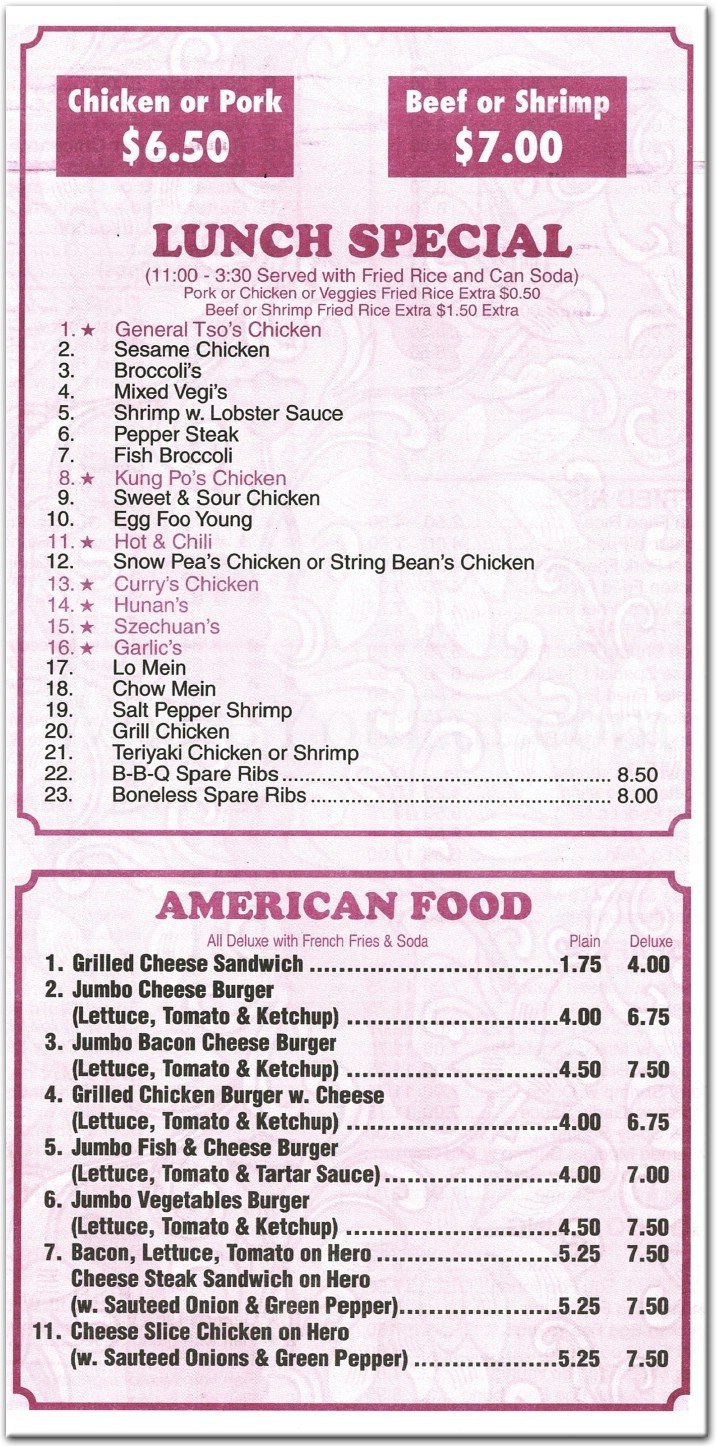 Chicken or Pork
$6.50
Beef or Shrimp
$7.00
LUNCH SPECIAL
(11:00 - 3:30 Served with Fried Rice and Can Soda)
Pork or Chicken or Veggies Fried Rice Extra $0.50
Beef or Shrimp Fried Rice Extra $1.50 Extra
1. ★ General Tso's Chicken
2. Sesame Chicken
3. Broccoli's
4. Mixed Vegi's
5. Shrimp w. Lobster Sauce
6. Pepper Steak
7. Fish Broccoli
8. ★ Kung Po's Chicken
9. Sweet & Sour Chicken
10. Egg Foo Young
11. ★ Hot & Chili
12. Snow Pea's Chicken or String Bean's Chicken
13. ★ Curry's Chicken
14. ★ Hunan's
15. ★ Szechuan's
16. ★ Garlic's
17. Lo Mein
18. Chow Mein
19. Salt Pepper Shrimp
20. Grill Chicken
21. Teriyaki Chicken or Shrimp
22. B-B-Q Spare Ribs ........ 8.50
23. Boneless Spare Ribs ........ 8.00
AMERICAN FOOD
All Deluxe with French Fries & Soda Plain Deluxe
1. Grilled Cheese Sandwich ........ 1.75 4.00
2. Jumbo Cheese Burger
(Lettuce, Tomato & Ketchup) ........ 4.00 6.75
3. Jumbo Bacon Cheese Burger
(Lettuce, Tomato & Ketchup) ........ 4.50 7.50
4. Grilled Chicken Burger w. Cheese
(Lettuce, Tomato & Ketchup) ........ 4.00 6.75
5. Jumbo Fish & Cheese Burger
(Lettuce, Tomato & Tartar Sauce) ........ 4.00 7.00
6. Jumbo Vegetables Burger
(Lettuce, Tomato & Ketchup) ........ 4.50 7.50
7. Bacon, Lettuce, Tomato on Hero ........ 5.25 7.50
Cheese Steak Sandwich on Hero
(w. Sauteed Onion & Green Pepper) ........ 5.25 7.50
11. Cheese Slice Chicken on Hero
(w. Sauteed Onions & Green Pepper) ........ 5.25 7.50